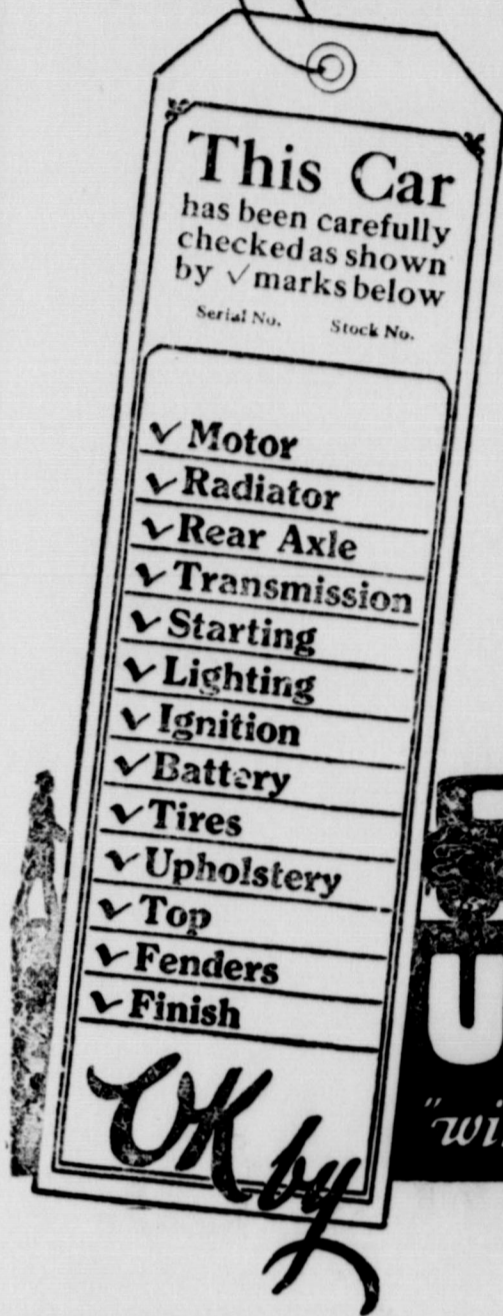 This Car
has been carefully
checked as shown
by ✓ marks below
Serial No. Stock No.
✓ Motor
✓ Radiator
✓ Rear Axle
✓ Transmission
✓ Starting
✓ Lighting
✓ Ignition
✓ Battery
✓ Tires
✓ Upholstery
✓ Top
✓ Fenders
✓ Finish
OK by